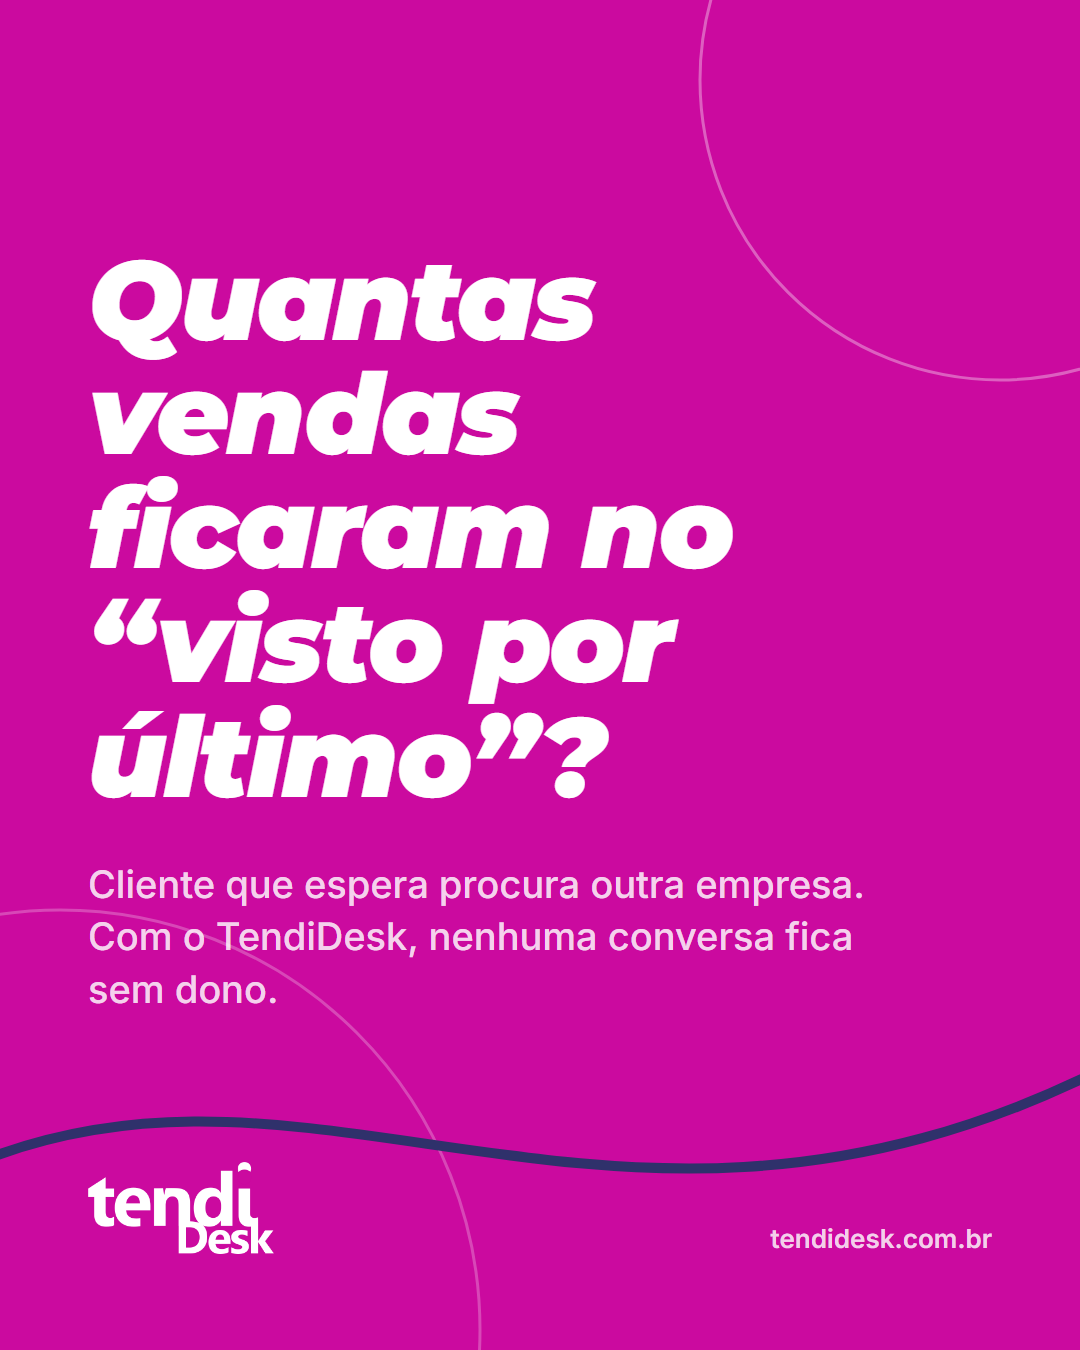 Quantas
vendas
ficaram no
“visto por
último”?
Cliente que espera procura outra empresa.
Com o TendiDesk, nenhuma conversa fica
sem dono.
tendi
Desk
tendidesk.com.br